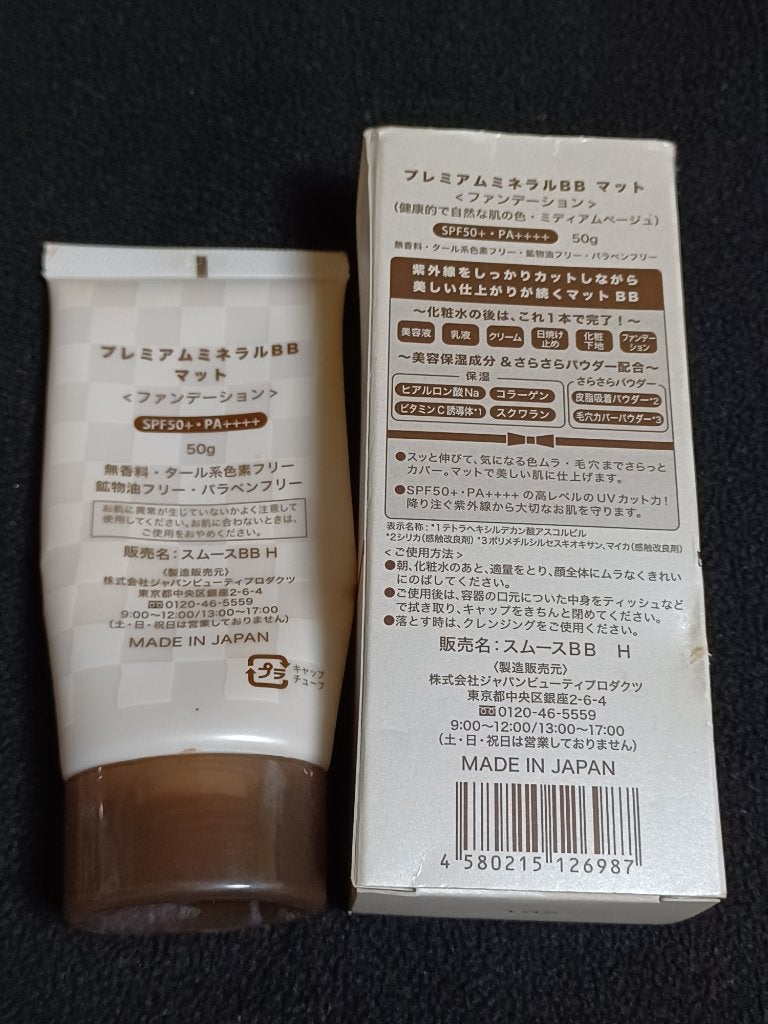 プレミアムミネラルBB
マット
＜ファンデーション＞
SPF50+・PA++++
50g
無香料・タール系色素フリー
鉱物油フリー・パラベンフリー
お肌に異常が生じていないかよく注意して
使用してください。お肌に合わないときは、
ご使用をおやめください。
販売名：スムースBB H
〈製造販売元〉
株式会社ジャパンビューティプロダクツ
東京都中央区銀座2-6-4
0120-46-5559
9:00〜12:00/13:00〜17:00
（土・日・祝日は営業しておりません）
MADE IN JAPAN
プラ
キャップ
チューブ
プレミアムミネラルBB マット
＜ファンデーション＞
（健康的で自然な肌の色・ミディアムベージュ）
SPF50+・PA++++ 50g
無香料・タール系色素フリー・鉱物油フリー・パラベンフリー
紫外線をしっかりカットしながら
美しい仕上がりが続くマットBB
〜化粧水の後は、これ1本で完了！〜
美容液 乳液 クリーム 日焼け止め 化粧下地 ファンデーション
〜美容保湿成分＆さらさらパウダー配合〜
保湿 さらさらパウダー
ヒアルロン酸Na コラーゲン 皮脂吸着パウダー*2
ビタミンC誘導体*1 スクワラン 毛穴カバーパウダー*3
●スッと伸びて、気になる色ムラ・毛穴までさらっと
カバー。マットで美しい肌に仕上げます。
●SPF50+・PA++++の高レベルのUVカット力！
降り注ぐ紫外線から大切なお肌を守ります。
表示名称：*1テトラヘキシルデカン酸アスコルビル
*2シリカ（感触改良剤） *3ポリメチルシルセスキオキサン、マイカ（感触改良剤）
＜ご使用方法＞
●朝、化粧水のあと、適量をとり、顔全体にムラなくきれい
にのばしてください。
●ご使用後は、容器の口元についた中身をティッシュなど
で拭き取り、キャップをきちんと閉めてください。
●落とす時は、クレンジングをご使用ください。
販売名：スムースBB H
〈製造販売元〉
株式会社ジャパンビューティプロダクツ
東京都中央区銀座2-6-4
0120-46-5559
9:00〜12:00/13:00〜17:00
（土・日・祝日は営業しておりません）
MADE IN JAPAN
4 580215 126987